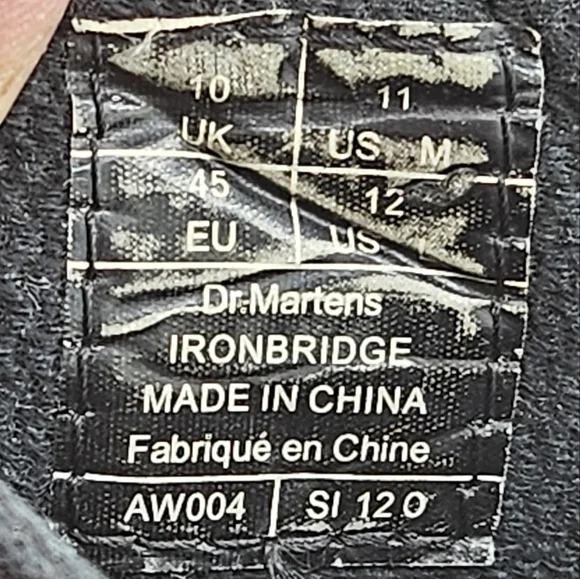 10 11
UK US M
45 12
EU US L
Dr.Martens
IRONBRIDGE
MADE IN CHINA
Fabriqué en Chine
AW004 SI 12 O